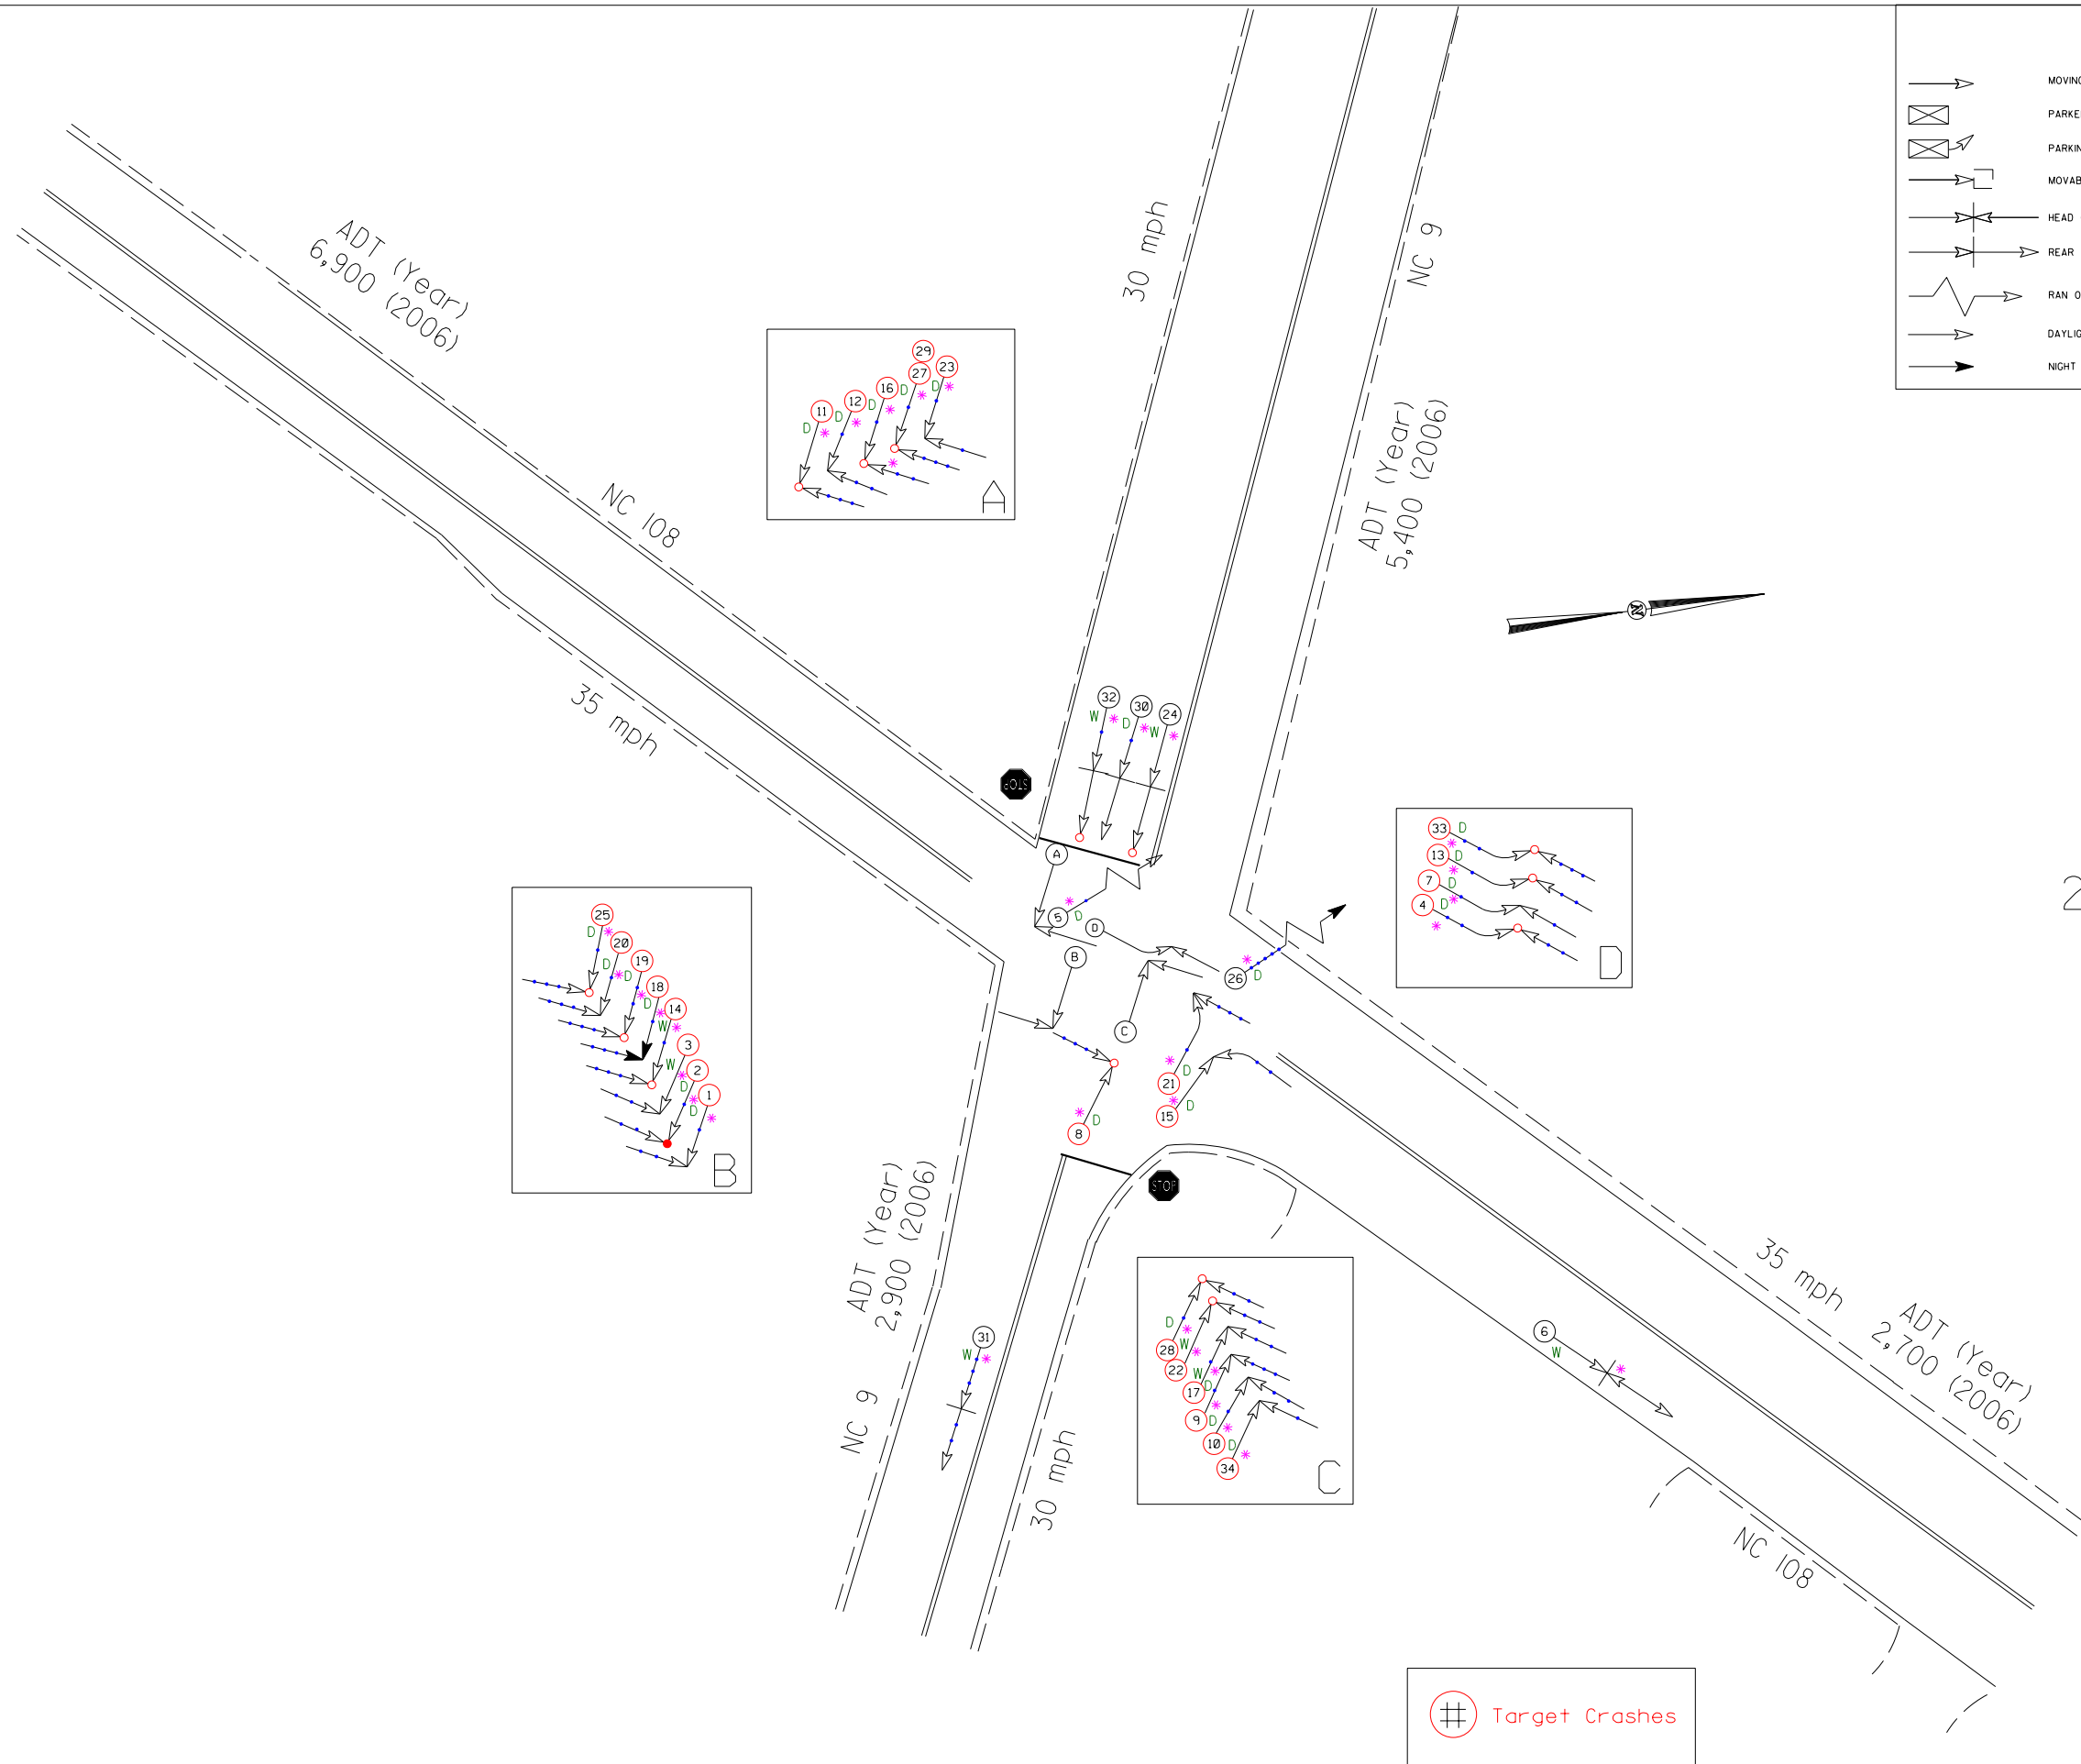 MOVING
PARKE
PARKIN
MOVAB
HEAD
REAR
RAN O
DAYLIG
NIGHT
ADT (Year)
6,900 (2006)
30 mph
NC 9
29
27
23
16
12
11
D
D
D
D
D
A
ADT (Year)
5,400 (2006)
NC 108
35 mph
N
32
30
24
W
D
W
STOP
A
5
D
D
B
26
D
C
33
D
13
D
7
D
4
D
D
25
D
20
D
19
D
18
D
14
W
3
W
2
D
1
D
B
21
D
15
D
8
D
STOP
2
ADT (Year)
2,900 (2006)
NC 9
31
W
30 mph
D
28
W
22
W
17
D
9
D
10
D
34
C
6
W
35 mph
ADT (Year)
2,700 (2006)
NC 108
# Target Crashes